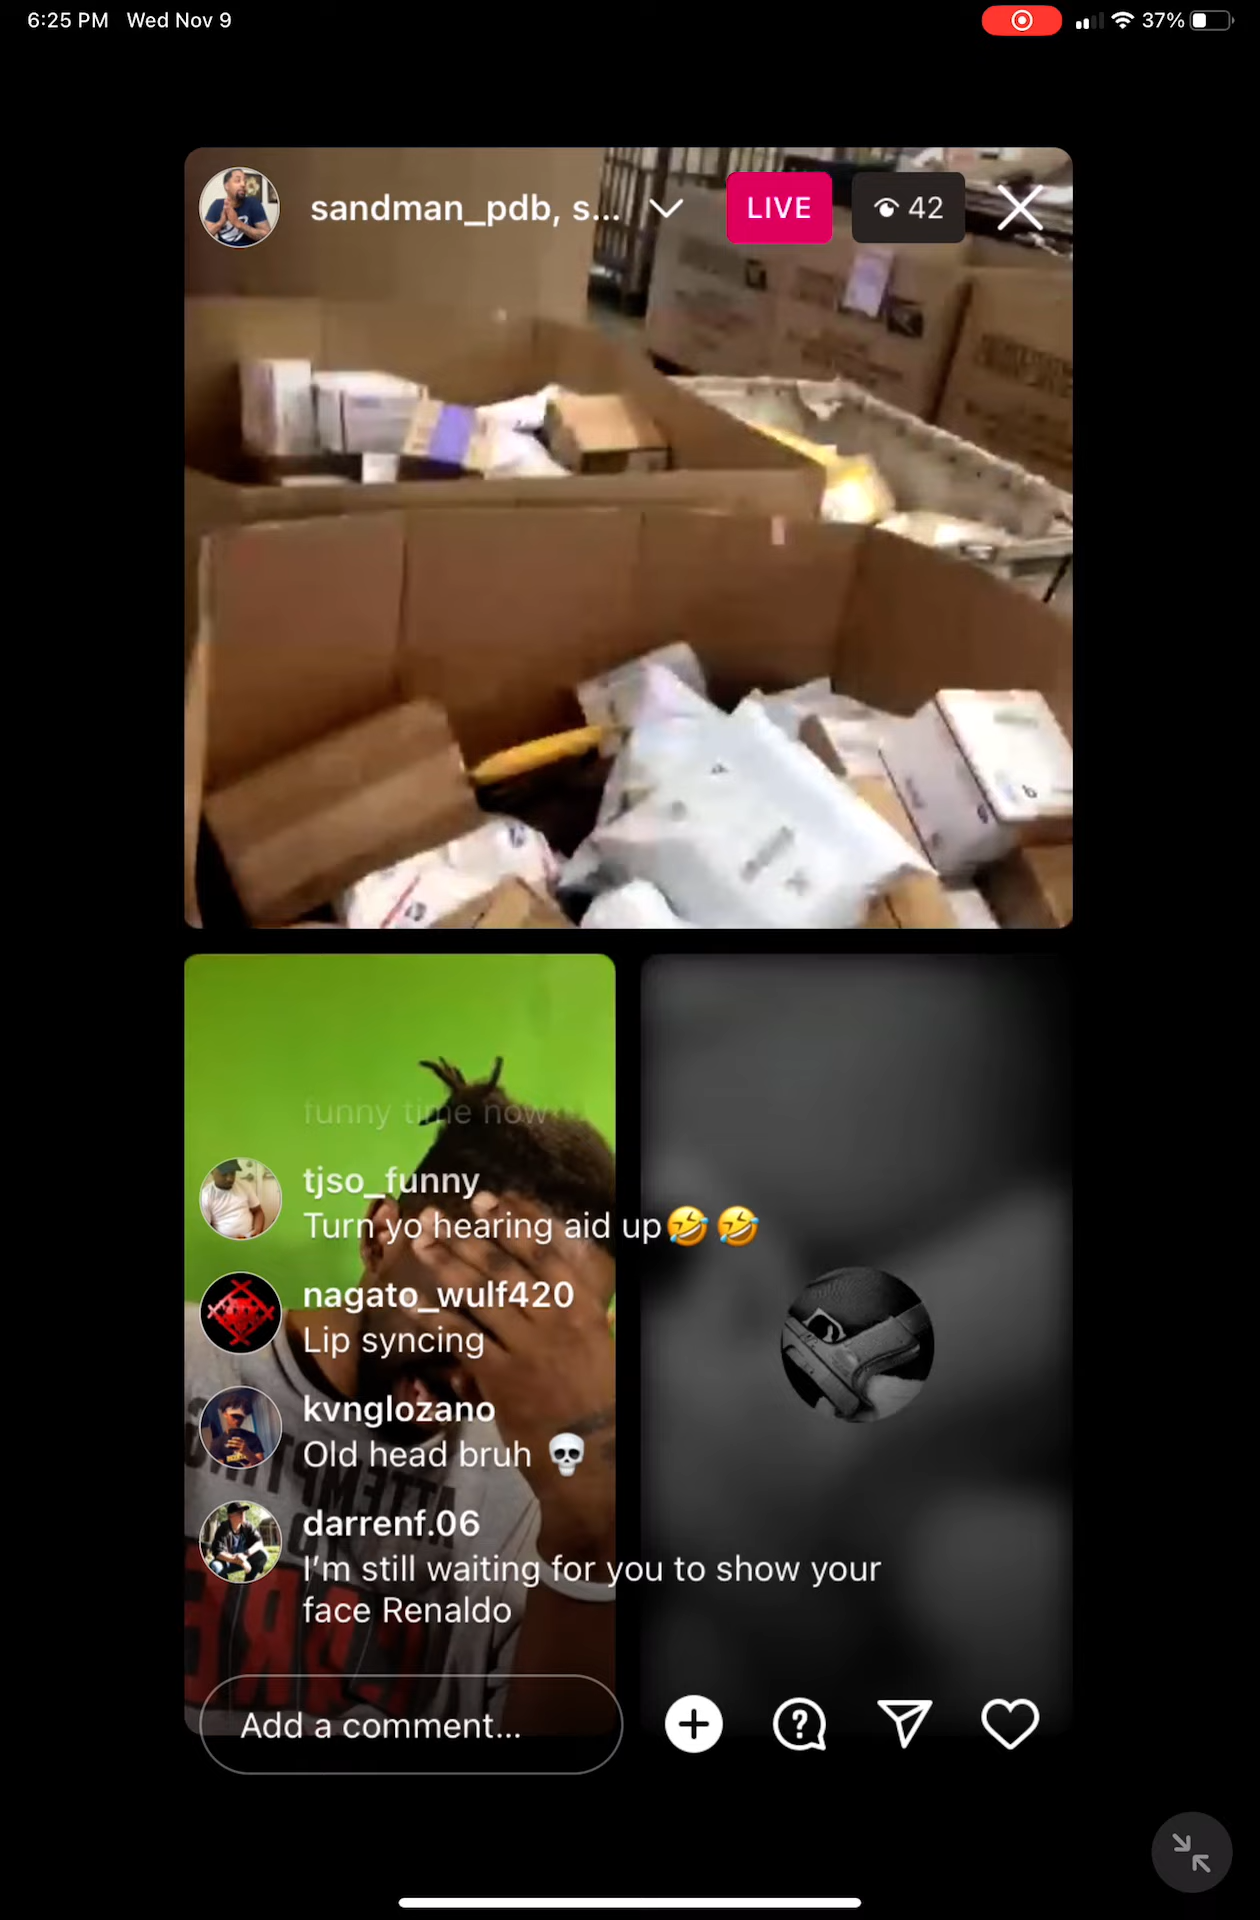 6:25 PM Wed Nov 9
37%
sandman_pdb, s...
LIVE
42
funny time now
tjso_funny
Turn yo hearing aid up🤣🤣
nagato_wulf420
Lip syncing
kvnglozano
Old head bruh 💀
darrenf.06
I'm still waiting for you to show your
face Renaldo
Add a comment...